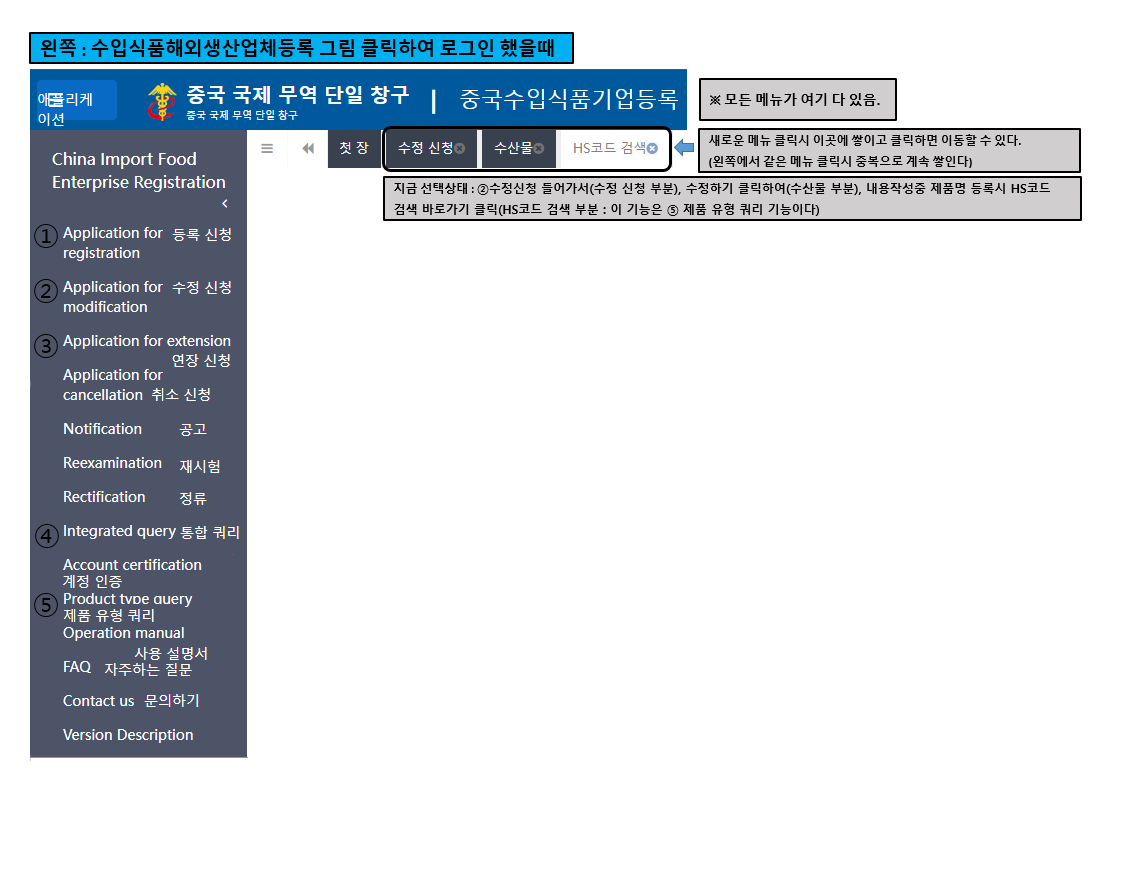 왼쪽 : 수입식품해외생산업체등록 그림 클릭하여 로그인 했을때
애플리케
이션
중국 국제 무역 단일 창구
중국 국제 무역 단일 창구
|
중국수입식품기업등록
※ 모든 메뉴가 여기 다 있음.
China Import Food
Enterprise Registration
첫 장
수정 신청
수산물
HS코드 검색
새로운 메뉴 클릭시 이곳에 쌓이고 클릭하면 이동할 수 있다.
(왼쪽에서 같은 메뉴 클릭시 중복으로 계속 쌓인다)
지금 선택상태 : ②수정신청 들어가서(수정 신청 부분), 수정하기 클릭하여(수산물 부분), 내용작성중 제품명 등록시 HS코드
검색 바로가기 클릭(HS코드 검색 부분 : 이 기능은 ⑤ 제품 유형 쿼리 기능이다)
① Application for 등록 신청
registration
② Application for 수정 신청
modification
③ Application for extension
연장 신청
Application for
cancellation 취소 신청
Notification 공고
Reexamination 재시험
Rectification 정류
④ Integrated query 통합 쿼리
Account certification
계정 인증
⑤ Product type query
제품 유형 쿼리
Operation manual
사용 설명서
FAQ 자주하는 질문
Contact us 문의하기
Version Description